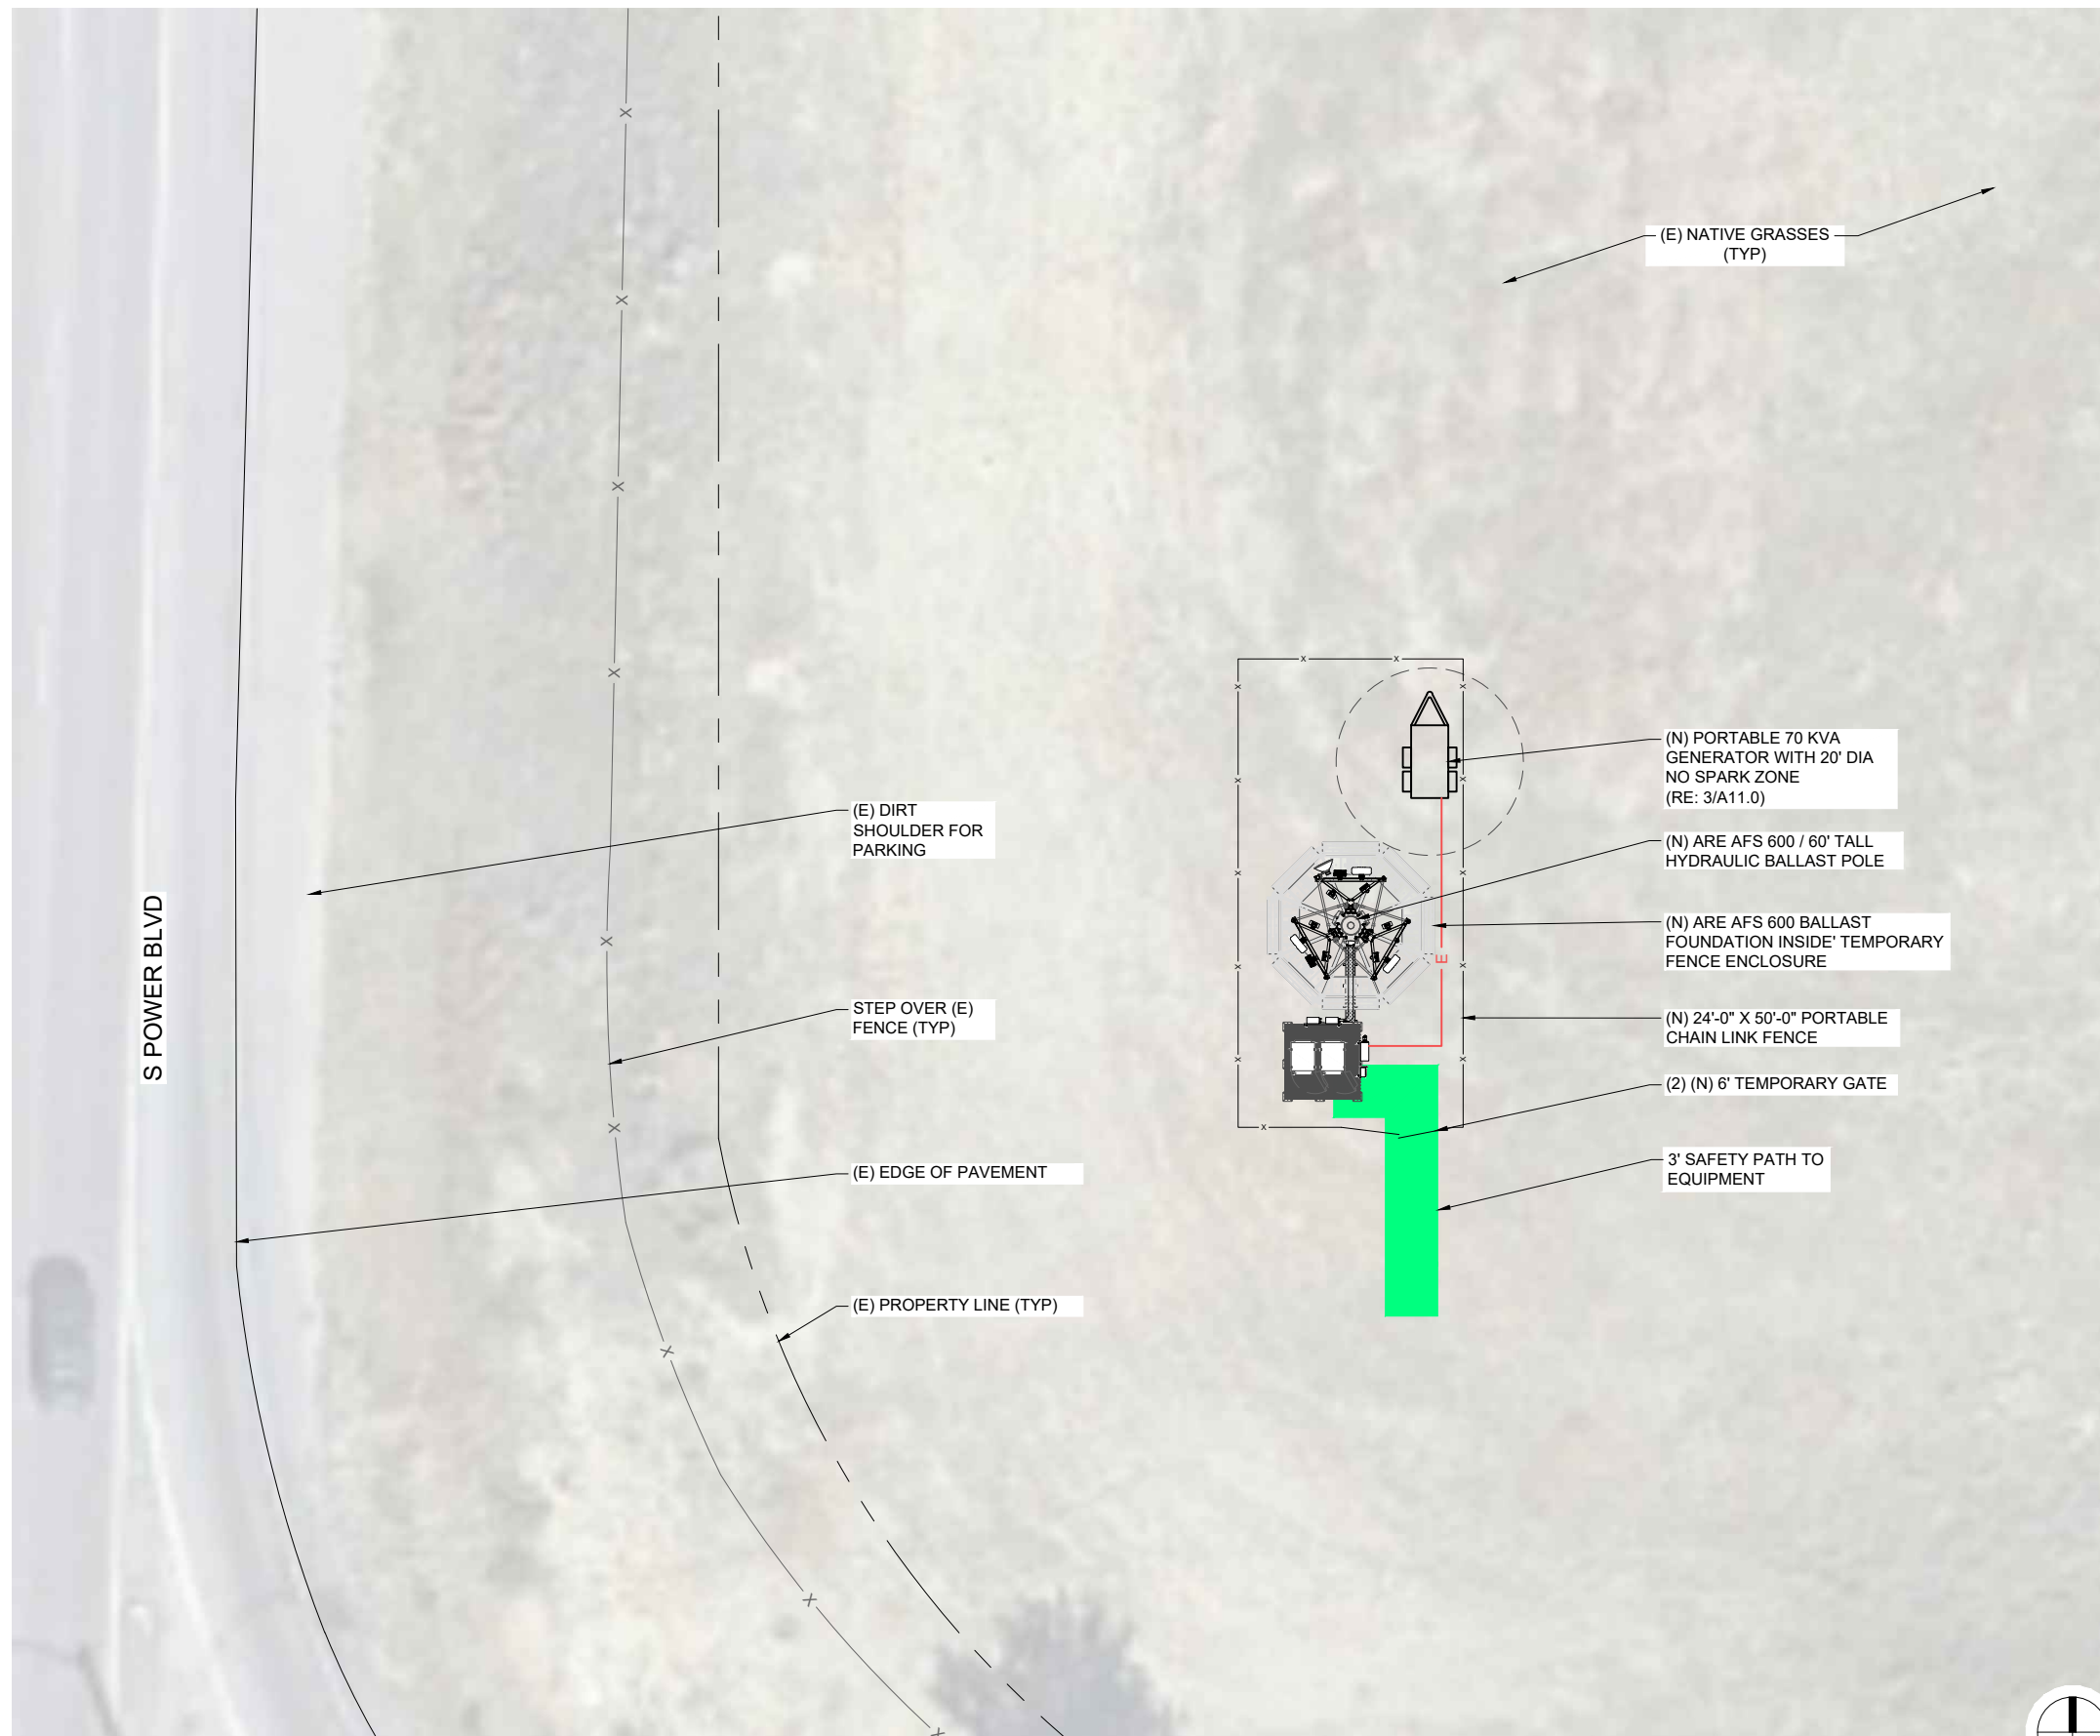 (E) NATIVE GRASSES
(TYP)
(N) PORTABLE 70 KVA
GENERATOR WITH 20' DIA
NO SPARK ZONE
(RE: 3/A11.0)
(E) DIRT
SHOULDER FOR
PARKING
(N) ARE AFS 600 / 60' TALL
HYDRAULIC BALLAST POLE
S POWER BLVD
(N) ARE AFS 600 BALLAST
FOUNDATION INSIDE' TEMPORARY
FENCE ENCLOSURE
E
STEP OVER (E)
FENCE (TYP)
(N) 24'-0" X 50'-0" PORTABLE
CHAIN LINK FENCE
(2) (N) 6' TEMPORARY GATE
(E) EDGE OF PAVEMENT
3' SAFETY PATH TO
EQUIPMENT
(E) PROPERTY LINE (TYP)